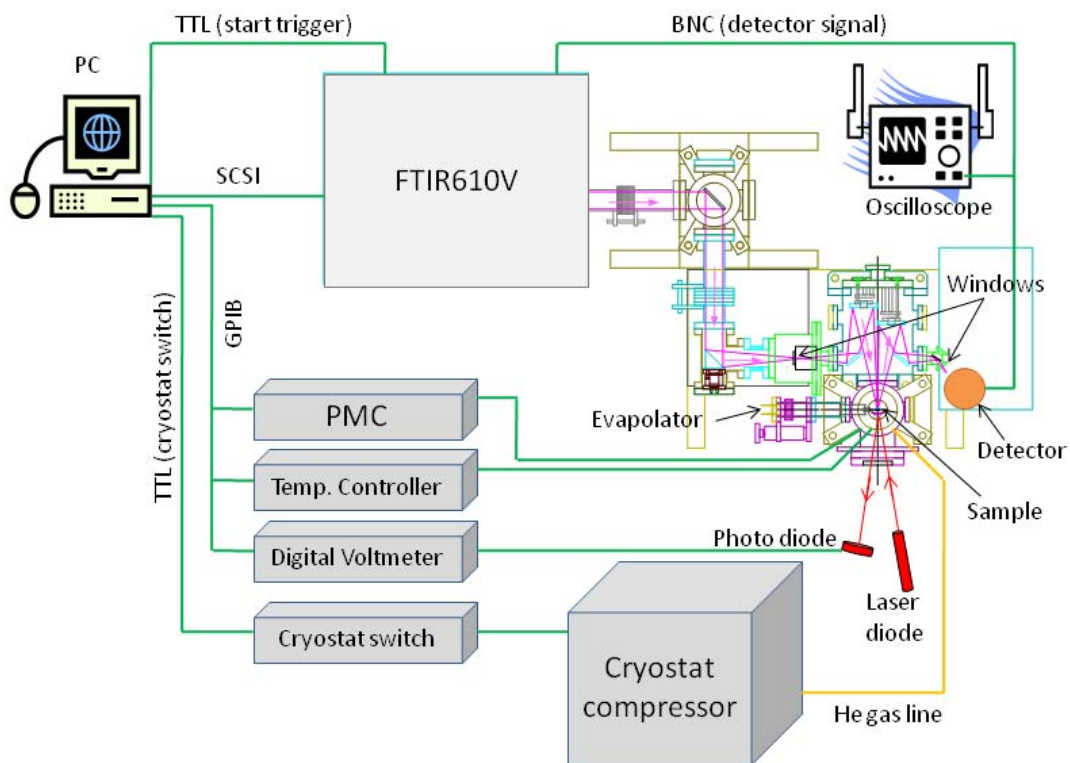 TTL (start trigger)
BNC (detector signal)
PC
SCSI
FTIR610V
Oscilloscope
Windows
GPIB
TTL (cryostat switch)
PMC
Evapolator
Detector
Temp. Controller
Sample
Photo diode
Digital Voltmeter
Laser
diode
Cryostat switch
Cryostat
compressor
He gas line